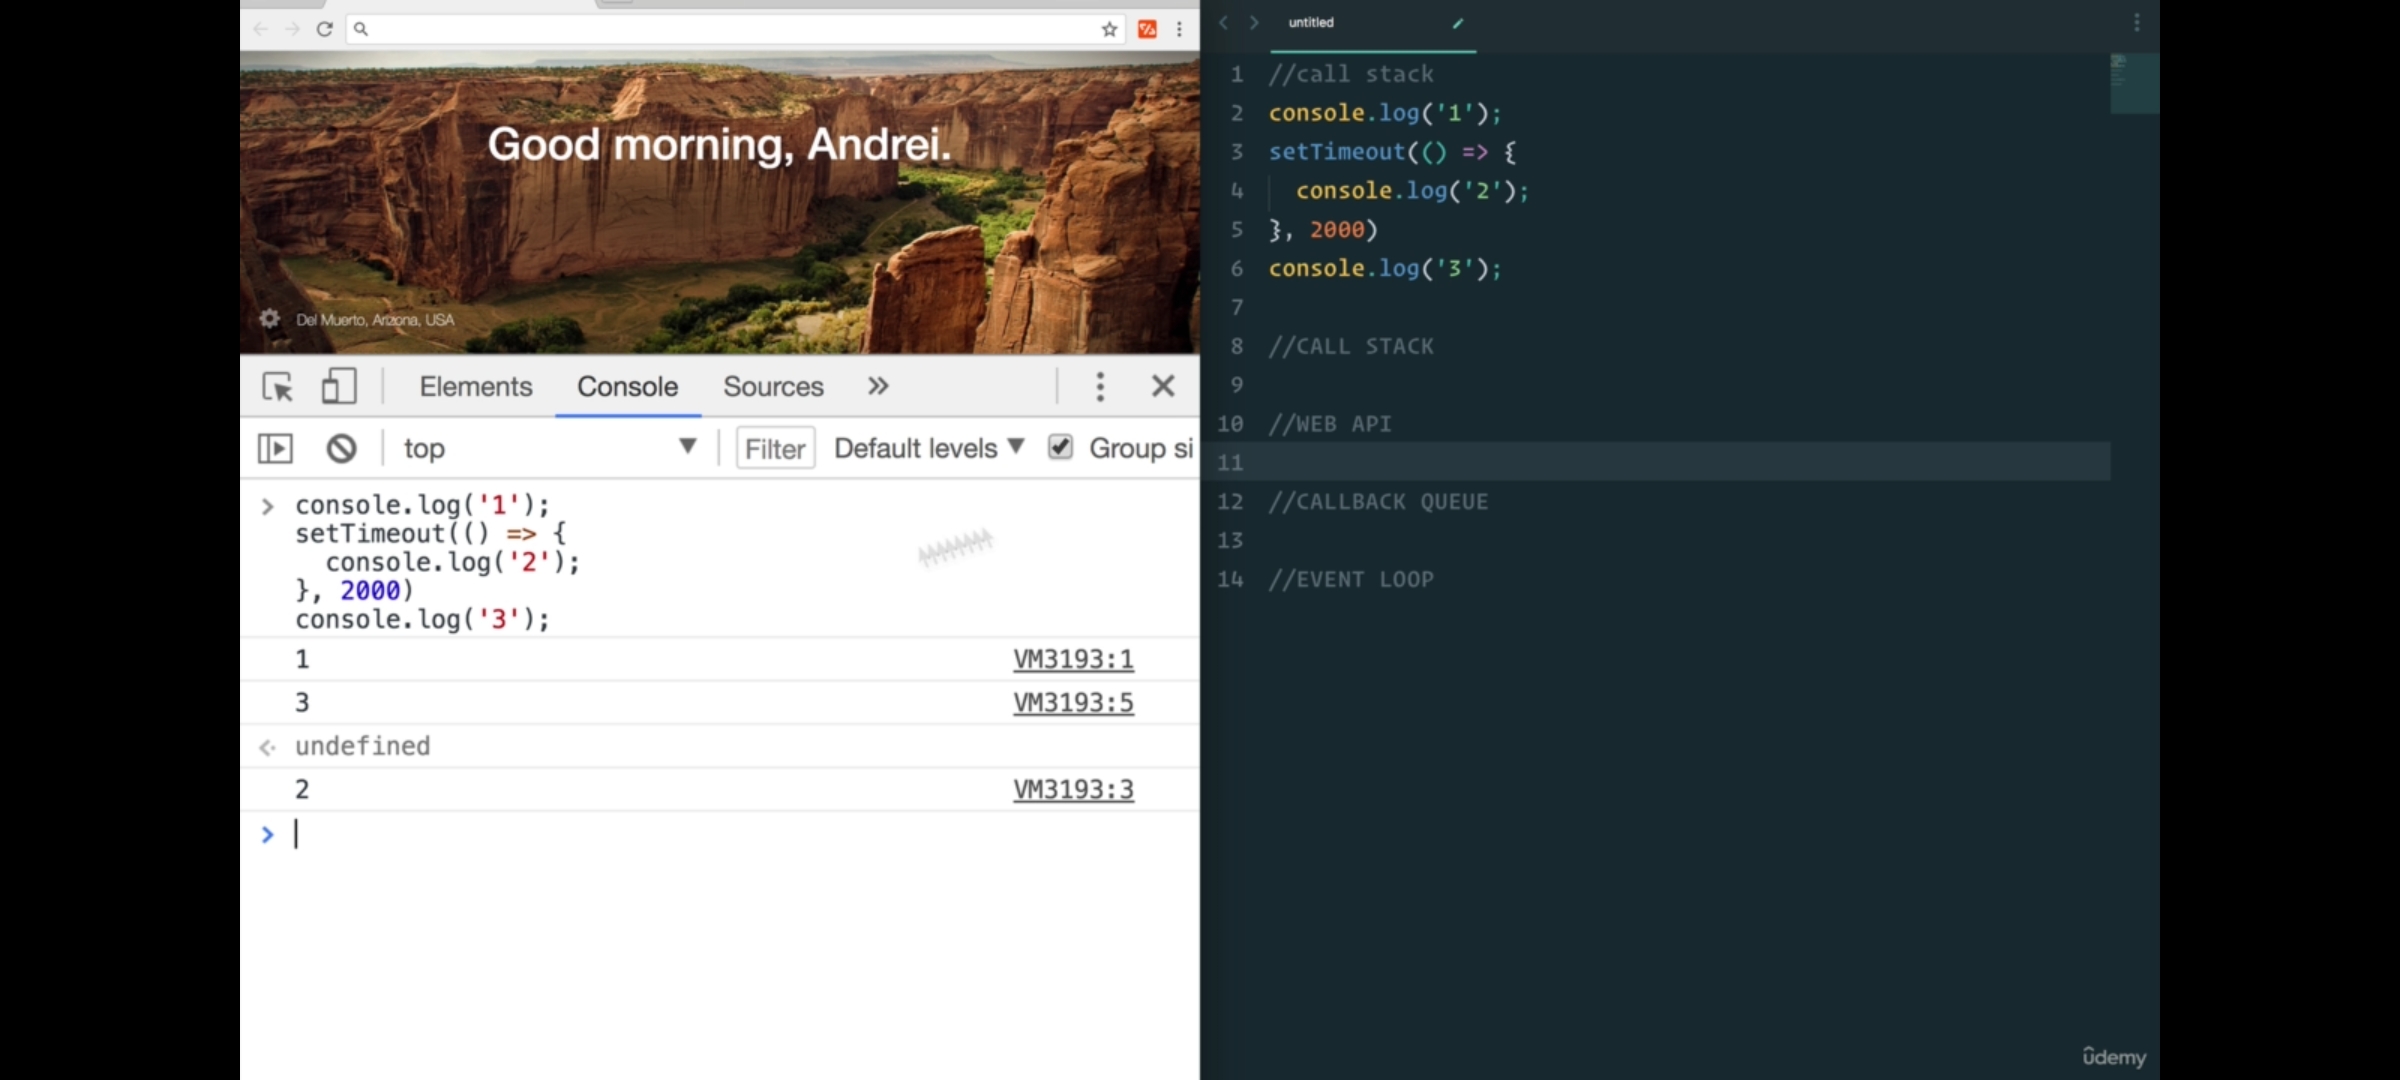 Good morning, Andrei.
Del Muerto, Arizona, USA
Elements Console Sources
top Filter Default levels Group si
console.log('1');
setTimeout(() => {
console.log('2');
}, 2000)
console.log('3');
1 VM3193:1
3 VM3193:5
undefined
2 VM3193:3
untitled
1 //call stack
2 console.log('1');
3 setTimeout(() => {
4 console.log('2');
5 }, 2000)
6 console.log('3');
7
8 //CALL STACK
9
10 //WEB API
11
12 //CALLBACK QUEUE
13
14 //EVENT LOOP
ûdemy